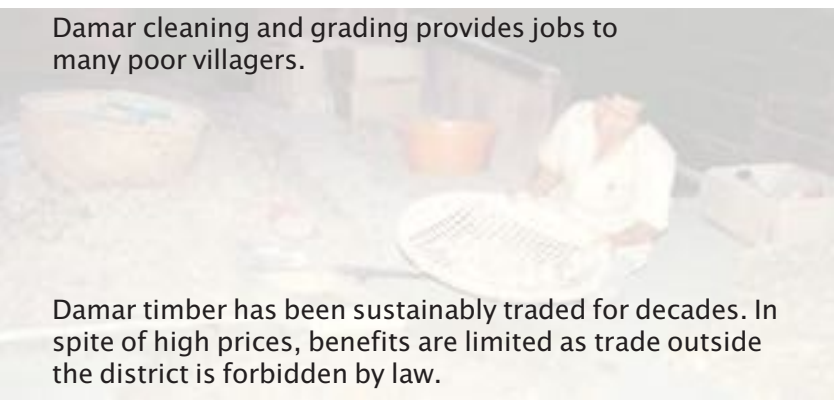 Damar cleaning and grading provides jobs to
many poor villagers.
Damar timber has been sustainably traded for decades. In
spite of high prices, benefits are limited as trade outside
the district is forbidden by law.